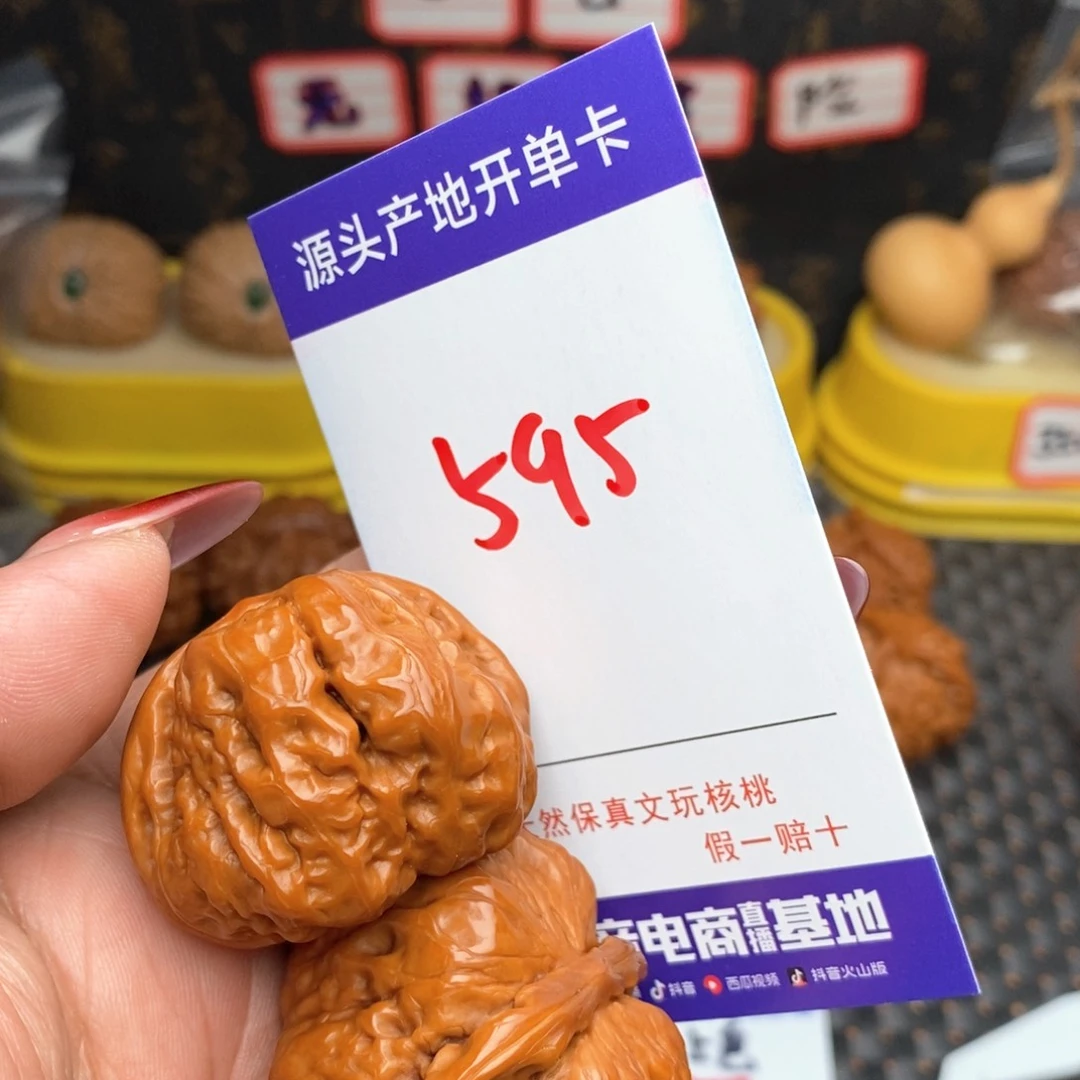 无
源头产地开单卡
595
然保真文玩核桃
假一赔十
电商直播基地
抖音 西瓜视频 抖音火山版